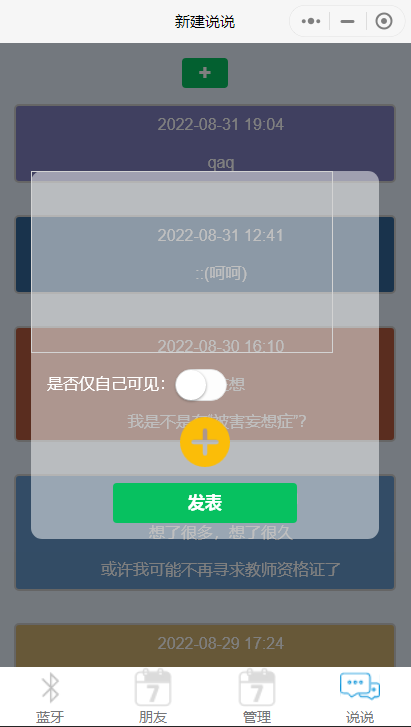 新建说说
2022-08-31 19:04
qaq
2022-08-31 12:41
::(呵呵)
2022-08-30 16:10
是否仅自己可见：
想
我是不是有"被害妄想症"?
发表
想了很多，想了很久
或许我可能不再寻求教师资格证了
2022-08-29 17:24
7
7
蓝牙
朋友
管理
说说